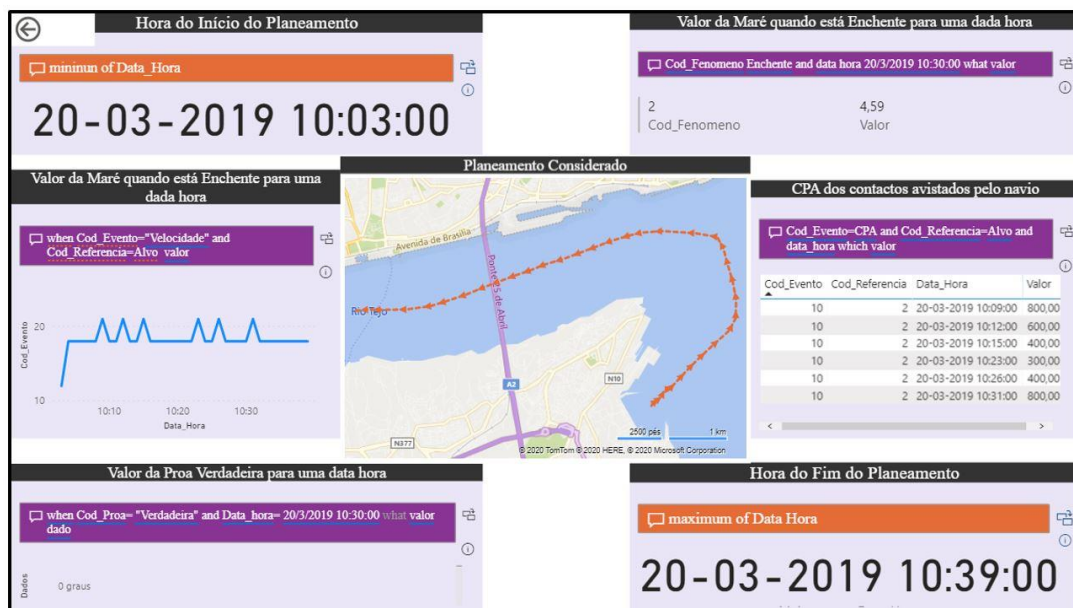 Hora do Início do Planeamento
mininun of Data_Hora
20-03-2019 10:03:00
Valor da Maré quando está Enchente para uma dada hora
Cod_Fenomeno Enchente and data hora 20/3/2019 10:30:00 what valor
2 4,59
Cod_Fenomeno Valor
Valor da Maré quando está Enchente para uma
dada hora
when Cod_Evento="Velocidade" and
Cod_Referencia=Alvo valor
Cod_Evento
20
10
10:10 10:20 10:30
Data_Hora
Planeamento Considerado
Avenida de Brasília
Ponte 25 de Abril
Rio Tejo
A2
N10
N377
2500 pés 1 km
© 2020 TomTom © 2020 HERE, © 2020 Microsoft Corporation
CPA dos contactos avistados pelo navio
Cod_Evento=CPA and Cod_Referencia=Alvo and
data_hora which valor
Cod_Evento Cod_Referencia Data_Hora Valor
10 2 20-03-2019 10:09:00 800,00
10 2 20-03-2019 10:12:00 600,00
10 2 20-03-2019 10:15:00 400,00
10 2 20-03-2019 10:23:00 300,00
10 2 20-03-2019 10:26:00 400,00
10 2 20-03-2019 10:31:00 800,00
Valor da Proa Verdadeira para uma data hora
when Cod_Proa= "Verdadeira" and Data_hora= 20/3/2019 10:30:00 what valor
dado
Dados
0 graus
Hora do Fim do Planeamento
maximum of Data Hora
20-03-2019 10:39:00